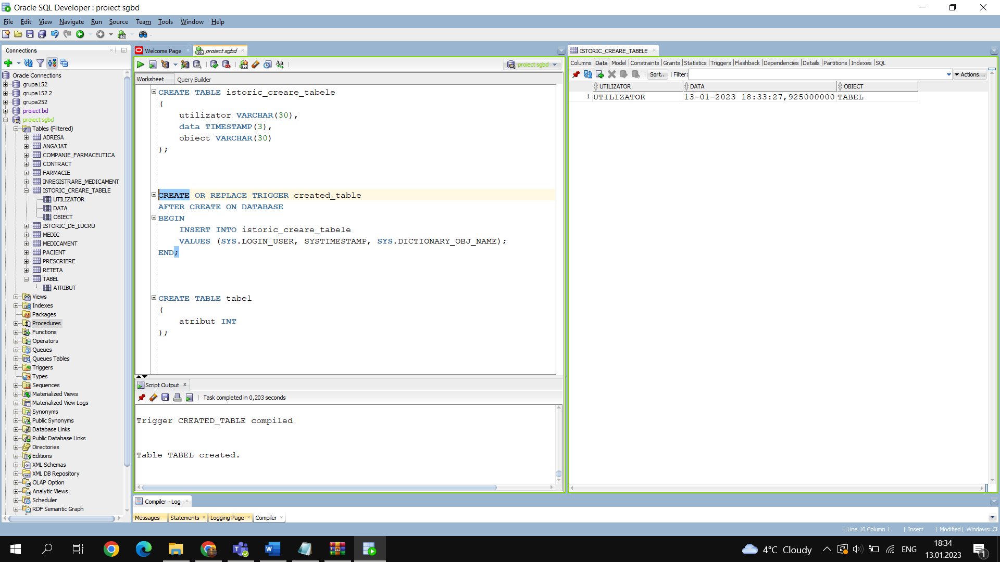 Oracle SQL Developer : proiect sgbd
File Edit View Navigate Run Source Team Tools Window Help
Connections
Oracle Connections
grupa152
grupa152 2
grupa252
proiect bd
proiect sgbd
Tables (Filtered)
ADRESA
ANGAJAT
COMPANIE_FARMACEUTICA
CONTRACT
FARMACIE
INREGISTRARE_MEDICAMENT
ISTORIC_CREARE_TABELE
UTILIZATOR
DATA
OBIECT
ISTORIC_DE_LUCRU
MEDIC
MEDICAMENT
PACIENT
PRESCRIERE
RETETA
TABEL
ATRIBUT
Views
Indexes
Packages
Procedures
Functions
Operators
Queues
Queues Tables
Triggers
Types
Sequences
Materialized Views
Materialized View Logs
Synonyms
Public Synonyms
Database Links
Public Database Links
Directories
Editions
XML Schemas
XML DB Repository
OLAP Option
Analytic Views
Scheduler
RDF Semantic Graph
Welcome Page proiect sgbd
proiect sgbd
Worksheet Query Builder
CREATE TABLE istoric_creare_tabele
(
utilizator VARCHAR(30),
data TIMESTAMP(3),
obiect VARCHAR(30)
);
CREATE OR REPLACE TRIGGER created_table
AFTER CREATE ON DATABASE
BEGIN
INSERT INTO istoric_creare_tabele
VALUES (SYS.LOGIN_USER, SYSTIMESTAMP, SYS.DICTIONARY_OBJ_NAME);
END;
CREATE TABLE tabel
(
atribut INT
);
Script Output
Task completed in 0,203 seconds
Trigger CREATED_TABLE compiled
Table TABEL created.
ISTORIC_CREARE_TABELE
Columns Data Model Constraints Grants Statistics Triggers Flashback Dependencies Details Partitions Indexes SQL
Sort.. Filter: Actions...
UTILIZATOR DATA OBIECT
1 UTILIZATOR 13-01-2023 18:33:27,925000000 TABEL
Compiler - Log
Messages Statements Logging Page Compiler
Line 10 Column 1 Insert Modified Windows: CF
4°C Cloudy ENG 18:34
13.01.2023
1